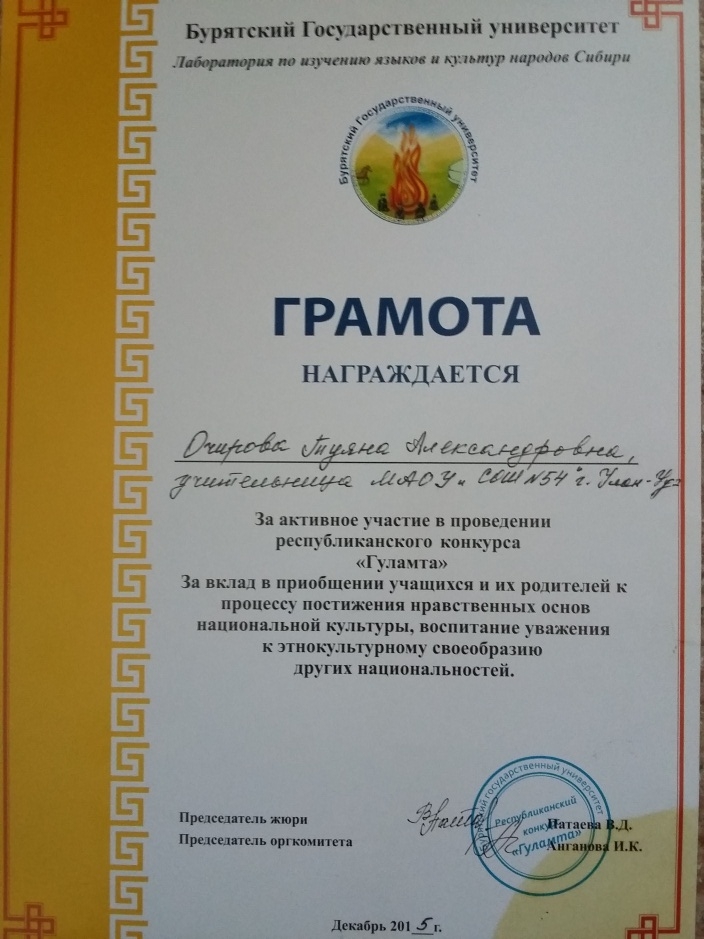 Бурятский Государственный университет
Лаборатория по изучению языков и культур народов Сибири
Бурятский Государственный университет
ГРАМОТА
НАГРАЖДАЕТСЯ
Очирова Туяна Александровна,
учительница МАОУ "СОШ №54" г. Улан-Удэ
За активное участие в проведении
республиканского конкурса
«Гуламта»
За вклад в приобщении учащихся и их родителей к
процессу постижения нравственных основ
национальной культуры, воспитание уважения
к этнокультурному своеобразию
других национальностей.
Председатель жюри Патаева В.Д.
Председатель оргкомитета Анганова И.К.
Бурятский государственный университет
Республиканский
конкурс
«Гуламта»
Декабрь 2015г.